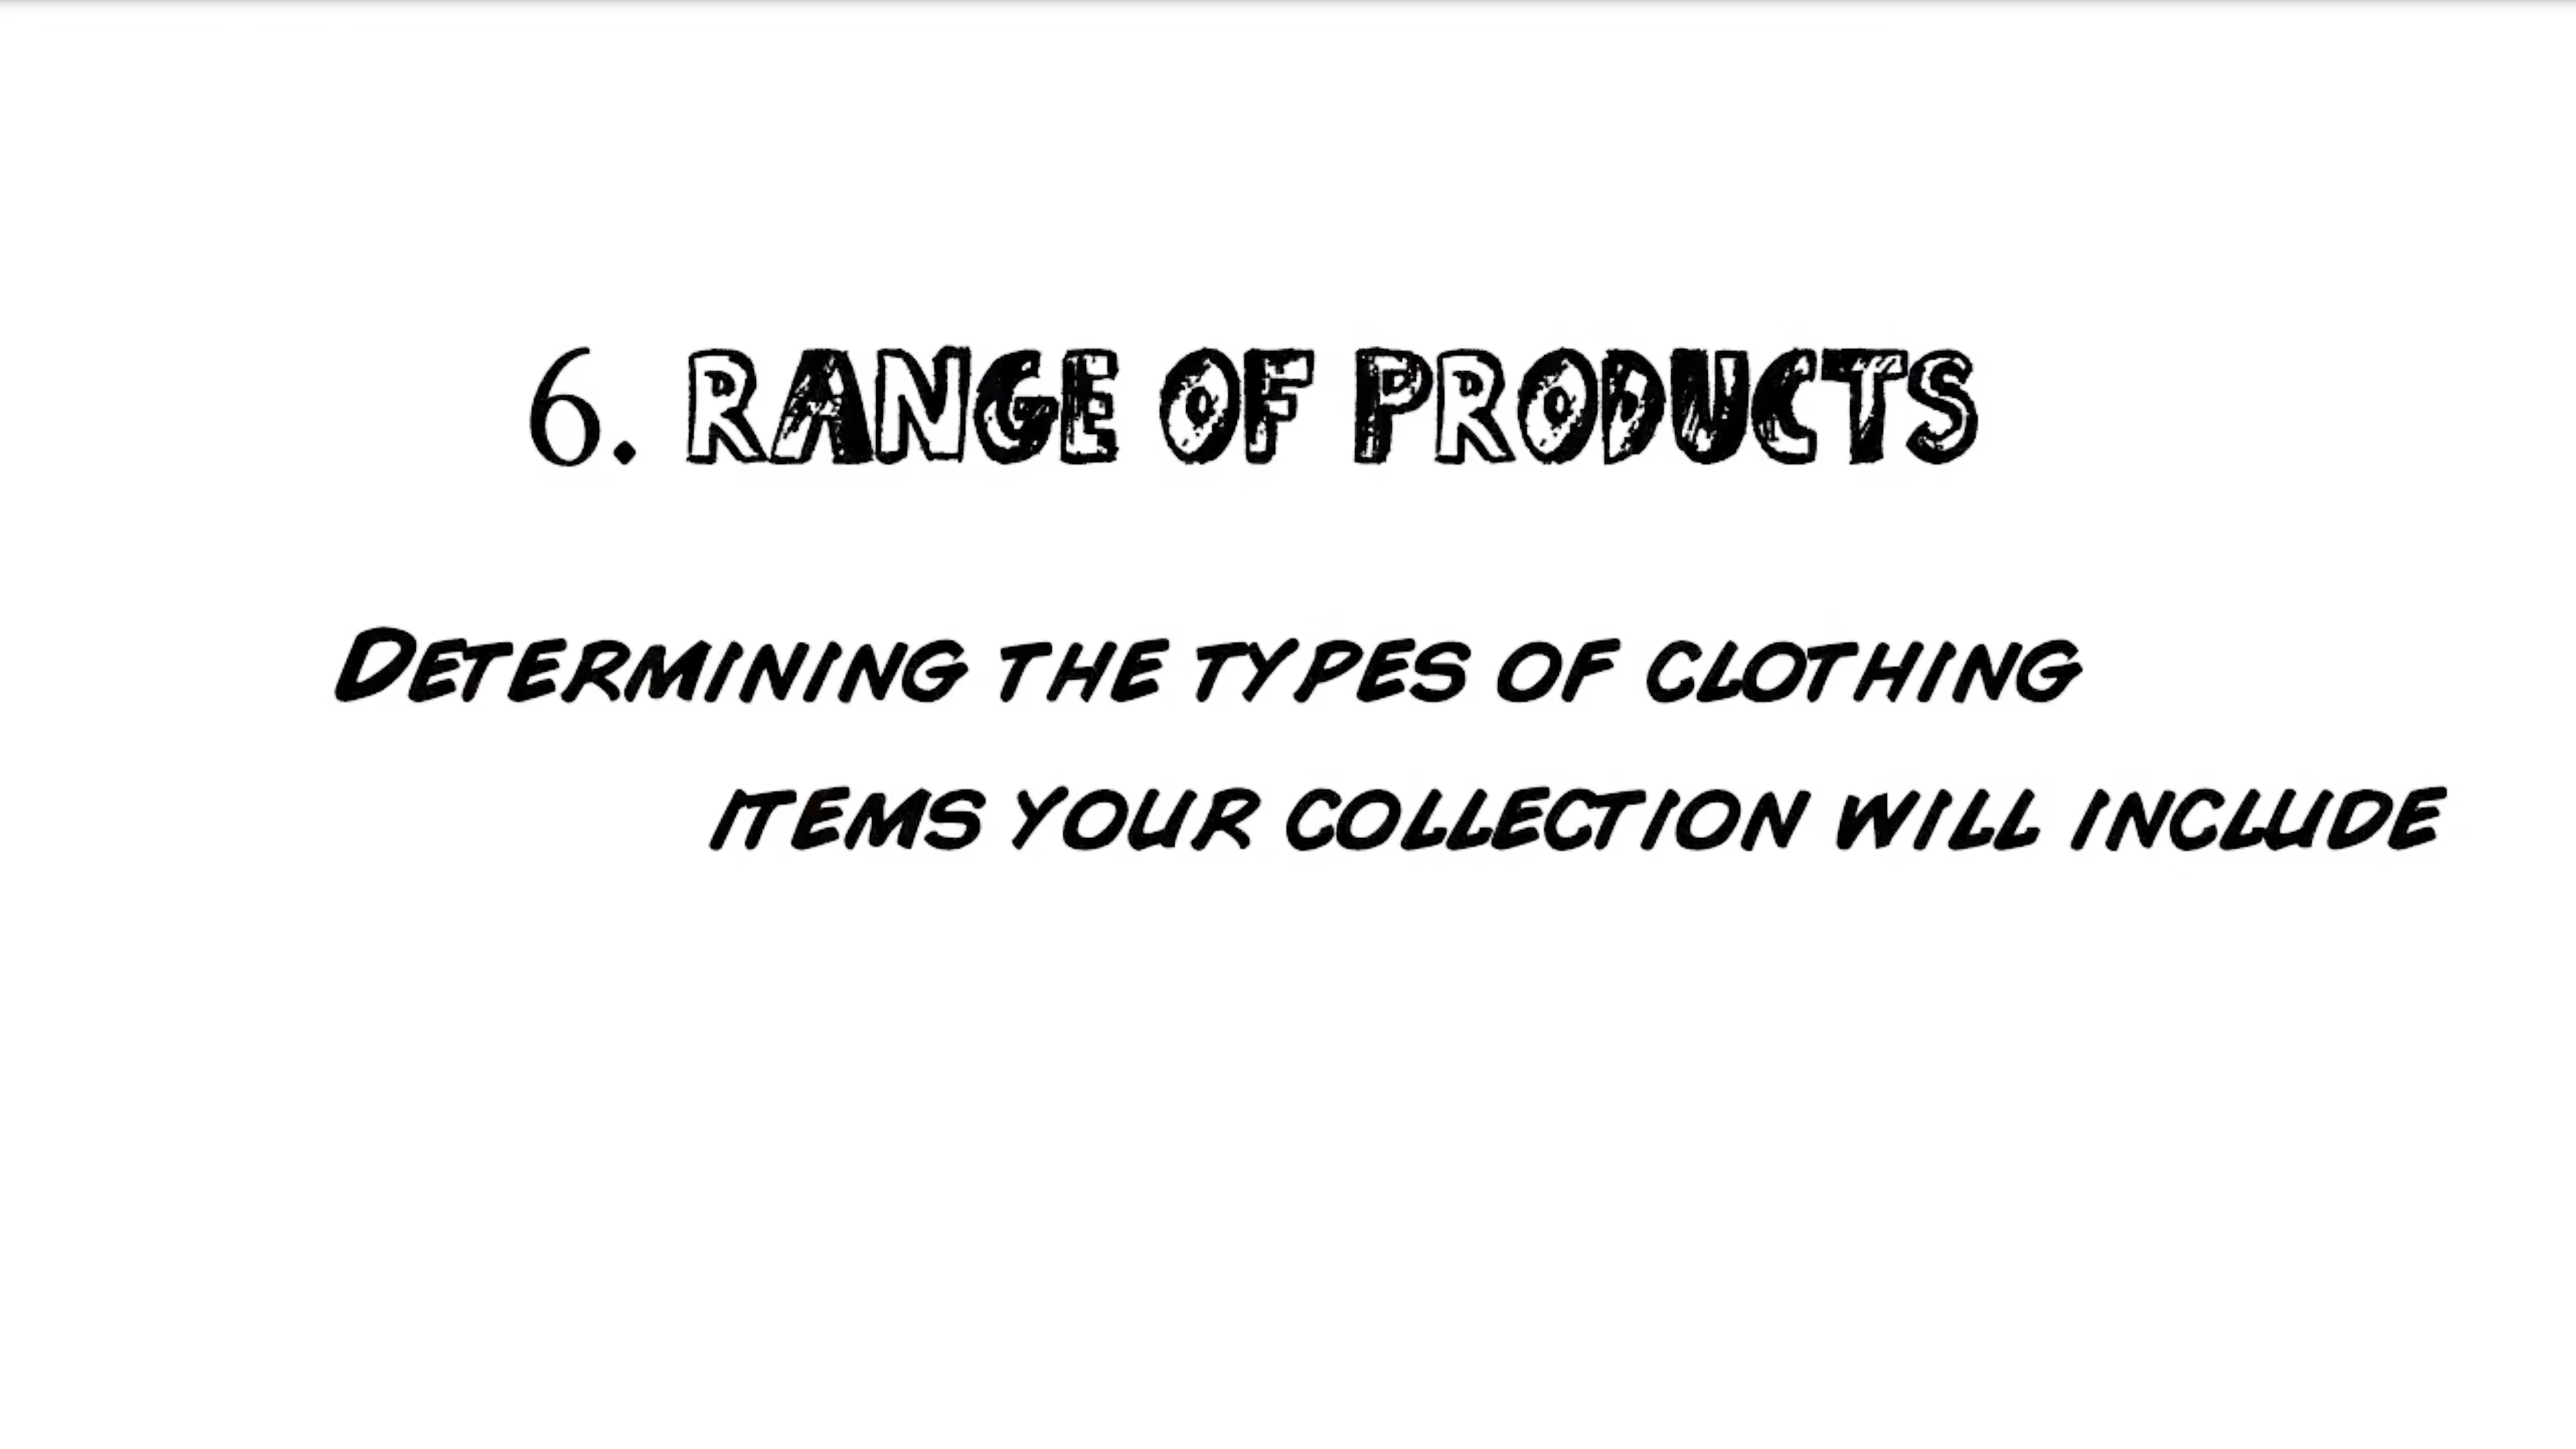 6. RANGE OF PRODUCTS
DETERMINING THE TYPES OF CLOTHING
ITEMS YOUR COLLECTION WILL INCLUDE